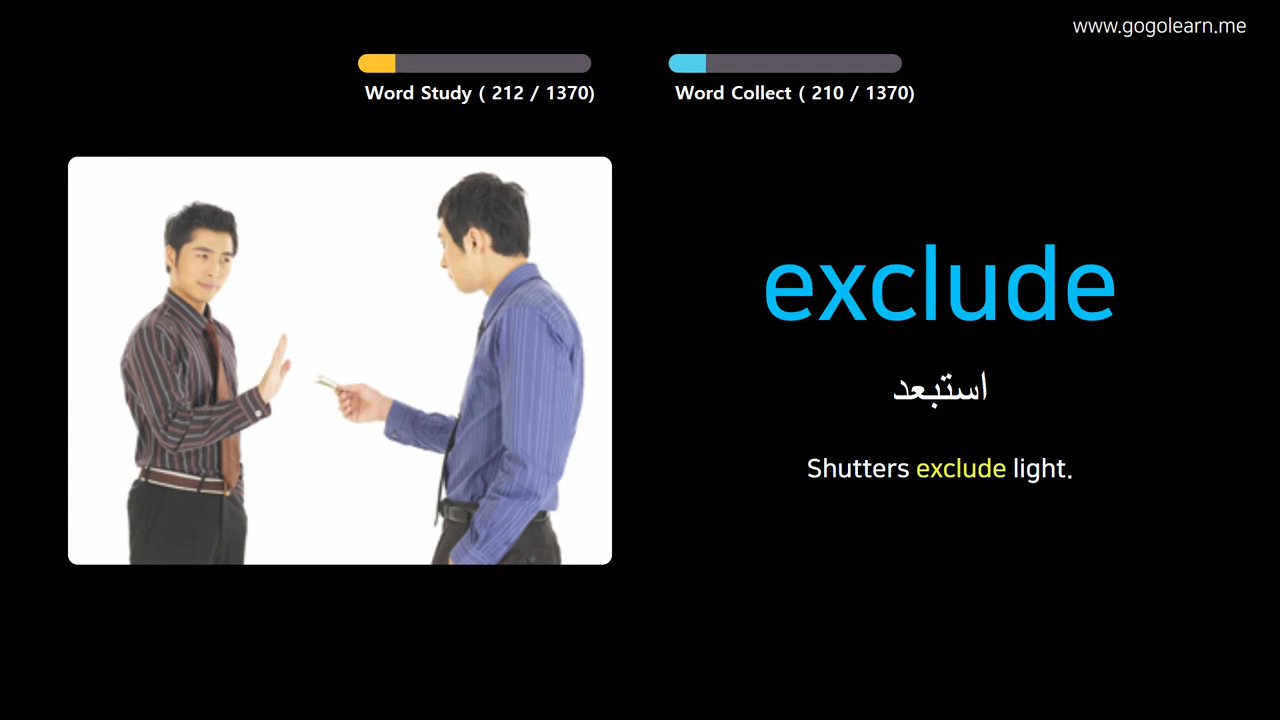 www.gogolearn.me
Word Study ( 212 / 1370)
Word Collect ( 210 / 1370)
exclude
استبعد
Shutters exclude light.